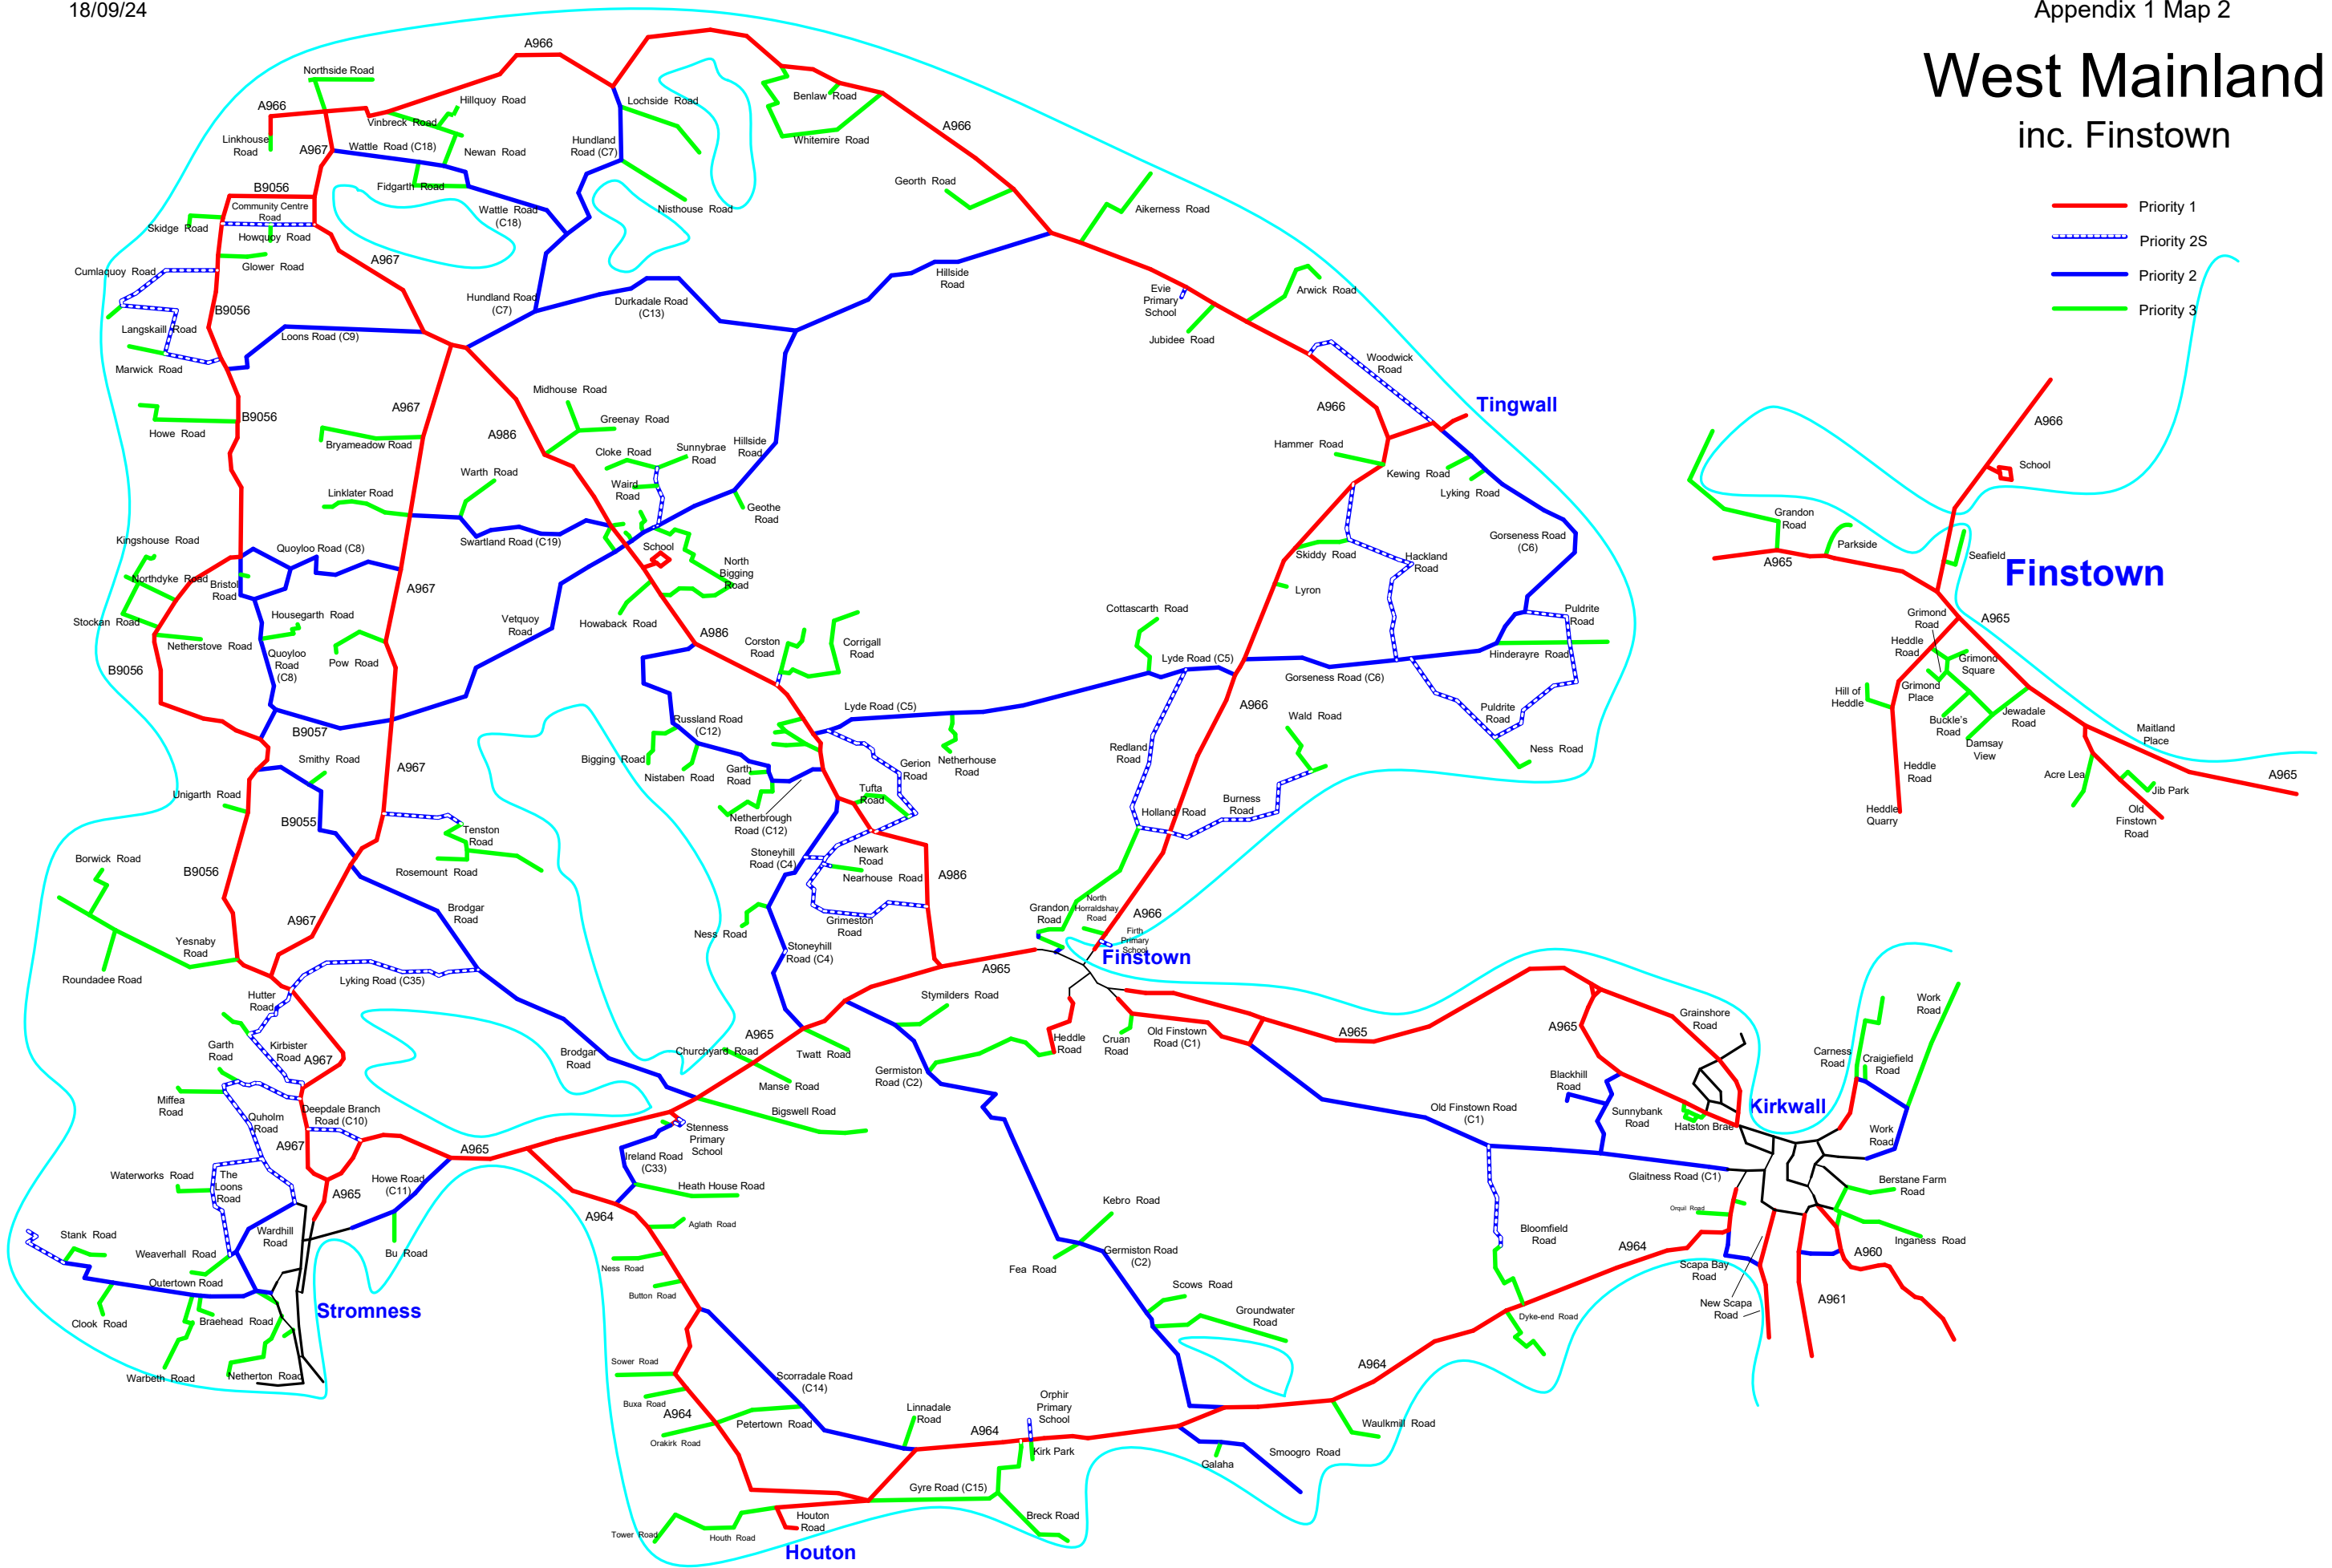 18/09/24
Appendix 1 Map 2
West Mainland
inc. Finstown
Priority 1
Priority 2S
Priority 2
Priority 3
A966
Northside Road
A966
Hillquoy Road
Lochside Road
Benlaw Road
Vinbreck Road
Linkhouse
Road
A967
Wattle Road (C18)
Newan Road
Hundland
Road (C7)
Whitemire Road
A966
Fidgarth Road
B9056
Community Centre
Road
Skidge Road
Howquoy Road
Wattle Road
(C18)
Nisthouse Road
Georth Road
Aikerness Road
Cumlaquoy Road
Glower Road
A967
Hillside
Road
Hundland Road
(C7)
Durkadale Road
(C13)
Evie
Primary
School
Arwick Road
B9056
Langskaill Road
Loons Road (C9)
Jubidee Road
Marwick Road
Woodwick
Road
Tingwall
Midhouse Road
A967
A966
B9056
Howe Road
Greenay Road
A986
Bryameadow Road
Cloke Road
Sunnybrae
Road
Hillside
Road
Hammer Road
Kewing Road
Warth Road
Waird
Road
Lyking Road
Linklater Road
Geothe
Road
Kingshouse Road
Quoyloo Road (C8)
Swartland Road (C19)
School
Gorseness Road
(C6)
Skiddy Road
Hackland
Road
Northdyke Road
Bristol
Road
North
Bigging
Road
A967
Lyron
Stockan Road
Housegarth Road
Vetquoy
Road
Howaback Road
Cottascarth Road
Puldrite
Road
Netherstove Road
Quoyloo
Road
(C8)
Pow Road
A986
Corston
Road
Corrigall
Road
Lyde Road (C5)
Hinderayre Road
B9056
Gorseness Road (C6)
A966
B9057
Russland Road
(C12)
Lyde Road (C5)
Wald Road
Puldrite
Road
Smithy Road
Bigging Road
A967
Nistaben Road
Garth
Road
Gerion
Road
Netherhouse
Road
Redland
Road
Ness Road
Unigarth Road
Tufta
Road
B9055
Netherbrough
Road (C12)
Holland Road
Burness
Road
Tenston
Road
Borwick Road
Rosemount Road
Stoneyhill
Road (C4)
Newark
Road
Nearhouse Road
A986
B9056
Brodgar
Road
A967
Grimeston
Road
Ness Road
Grandon
Road
North
Horraldshay
Road
A966
Firth
Primary
School
Finstown
Yesnaby
Road
Roundadee Road
Stoneyhill
Road (C4)
Lyking Road (C35)
A965
Hutter
Road
Stymilders Road
Garth
Road
Kirbister
Road
A967
Brodgar
Road
A965
Churchyard Road
Twatt Road
Heddle
Road
Cruan
Road
Old Finstown
Road (C1)
A965
A965
Grainshore
Road
Work
Road
Germiston
Road (C2)
Manse Road
Carness
Road
Craigiefield
Road
Miffea
Road
Quholm
Road
Deepdale Branch
Road (C10)
Bigswell Road
Blackhill
Road
Old Finstown Road
(C1)
Sunnybank
Road
Hatston Brae
Kirkwall
Stenness
Primary
School
Work
Road
A967
A965
Ireland Road
(C33)
Waterworks Road
The
Loons
Road
A965
Howe Road
(C11)
Heath House Road
Glaitness Road (C1)
Berstane Farm
Road
Kebro Road
Orquil Road
A964
Aglath Road
Stank Road
Weaverhall Road
Wardhill
Road
Bu Road
Bloomfield
Road
A964
Inganess Road
Germiston Road
(C2)
A960
Ness Road
Fea Road
Scapa Bay
Road
Outertown Road
Button Road
Scows Road
Stromness
Groundwater
Road
New Scapa
Road
A961
Clook Road
Braehead Road
Dyke-end Road
Sower Road
A964
Warbeth Road
Netherton Road
Scorradale Road
(C14)
Buxa Road
A964
Linnadale
Road
Orphir
Primary
School
Petertown Road
Waulkmill Road
Orakirk Road
A964
Kirk Park
Smoogro Road
Galaha
Gyre Road (C15)
Breck Road
Houton
Road
Tower Road
Houth Road
Houton
A966
School
Grandon
Road
Parkside
A965
Seafield
Finstown
Grimond
Road
A965
Heddle
Road
Grimond
Square
Hill of
Heddle
Grimond
Place
Buckle's
Road
Jewadale
Road
Damsay
View
Maitland
Place
Heddle
Road
Acre Lea
A965
Jib Park
Heddle
Quarry
Old
Finstown
Road